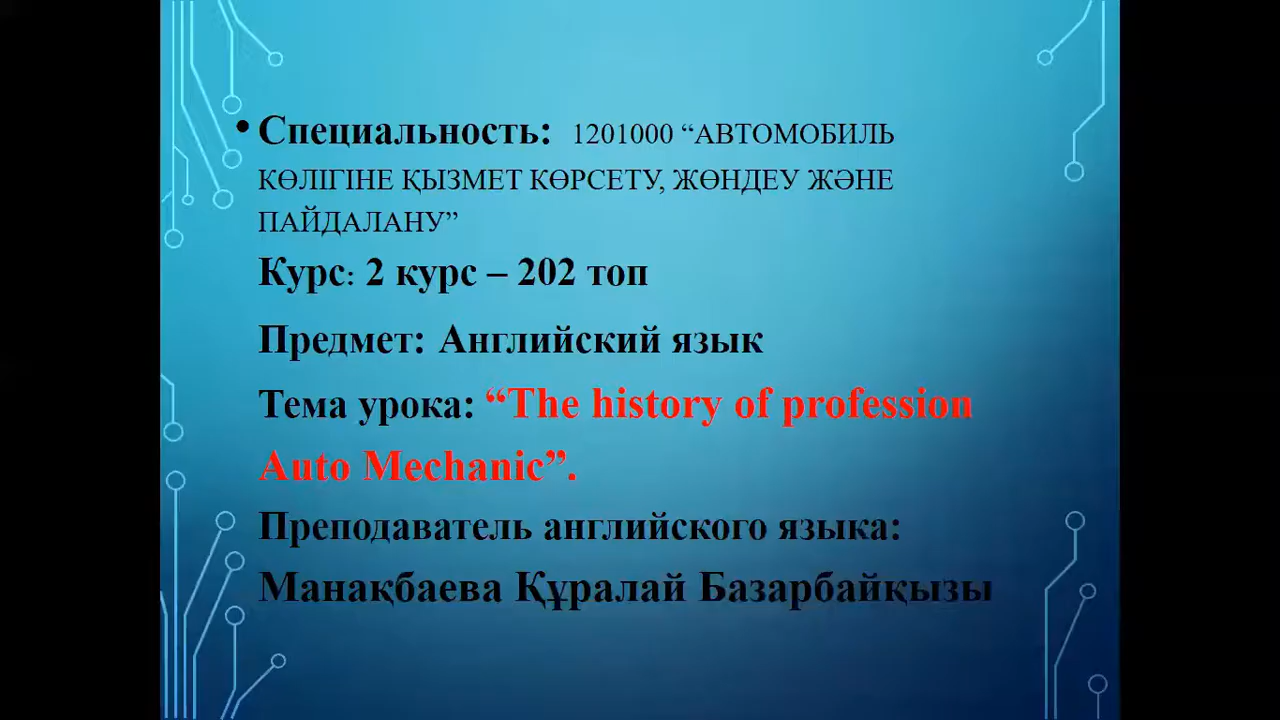 • Специальность: 1201000 “АВТОМОБИЛЬ
КӨЛІГІНЕ ҚЫЗМЕТ КӨРСЕТУ, ЖӨНДЕУ ЖӘНЕ
ПАЙДАЛАНУ”
Курс: 2 курс – 202 топ
Предмет: Английский язык
Тема урока: “The history of profession
Auto Mechanic”.
Преподаватель английского языка:
Манақбаева Құралай Базарбайқызы